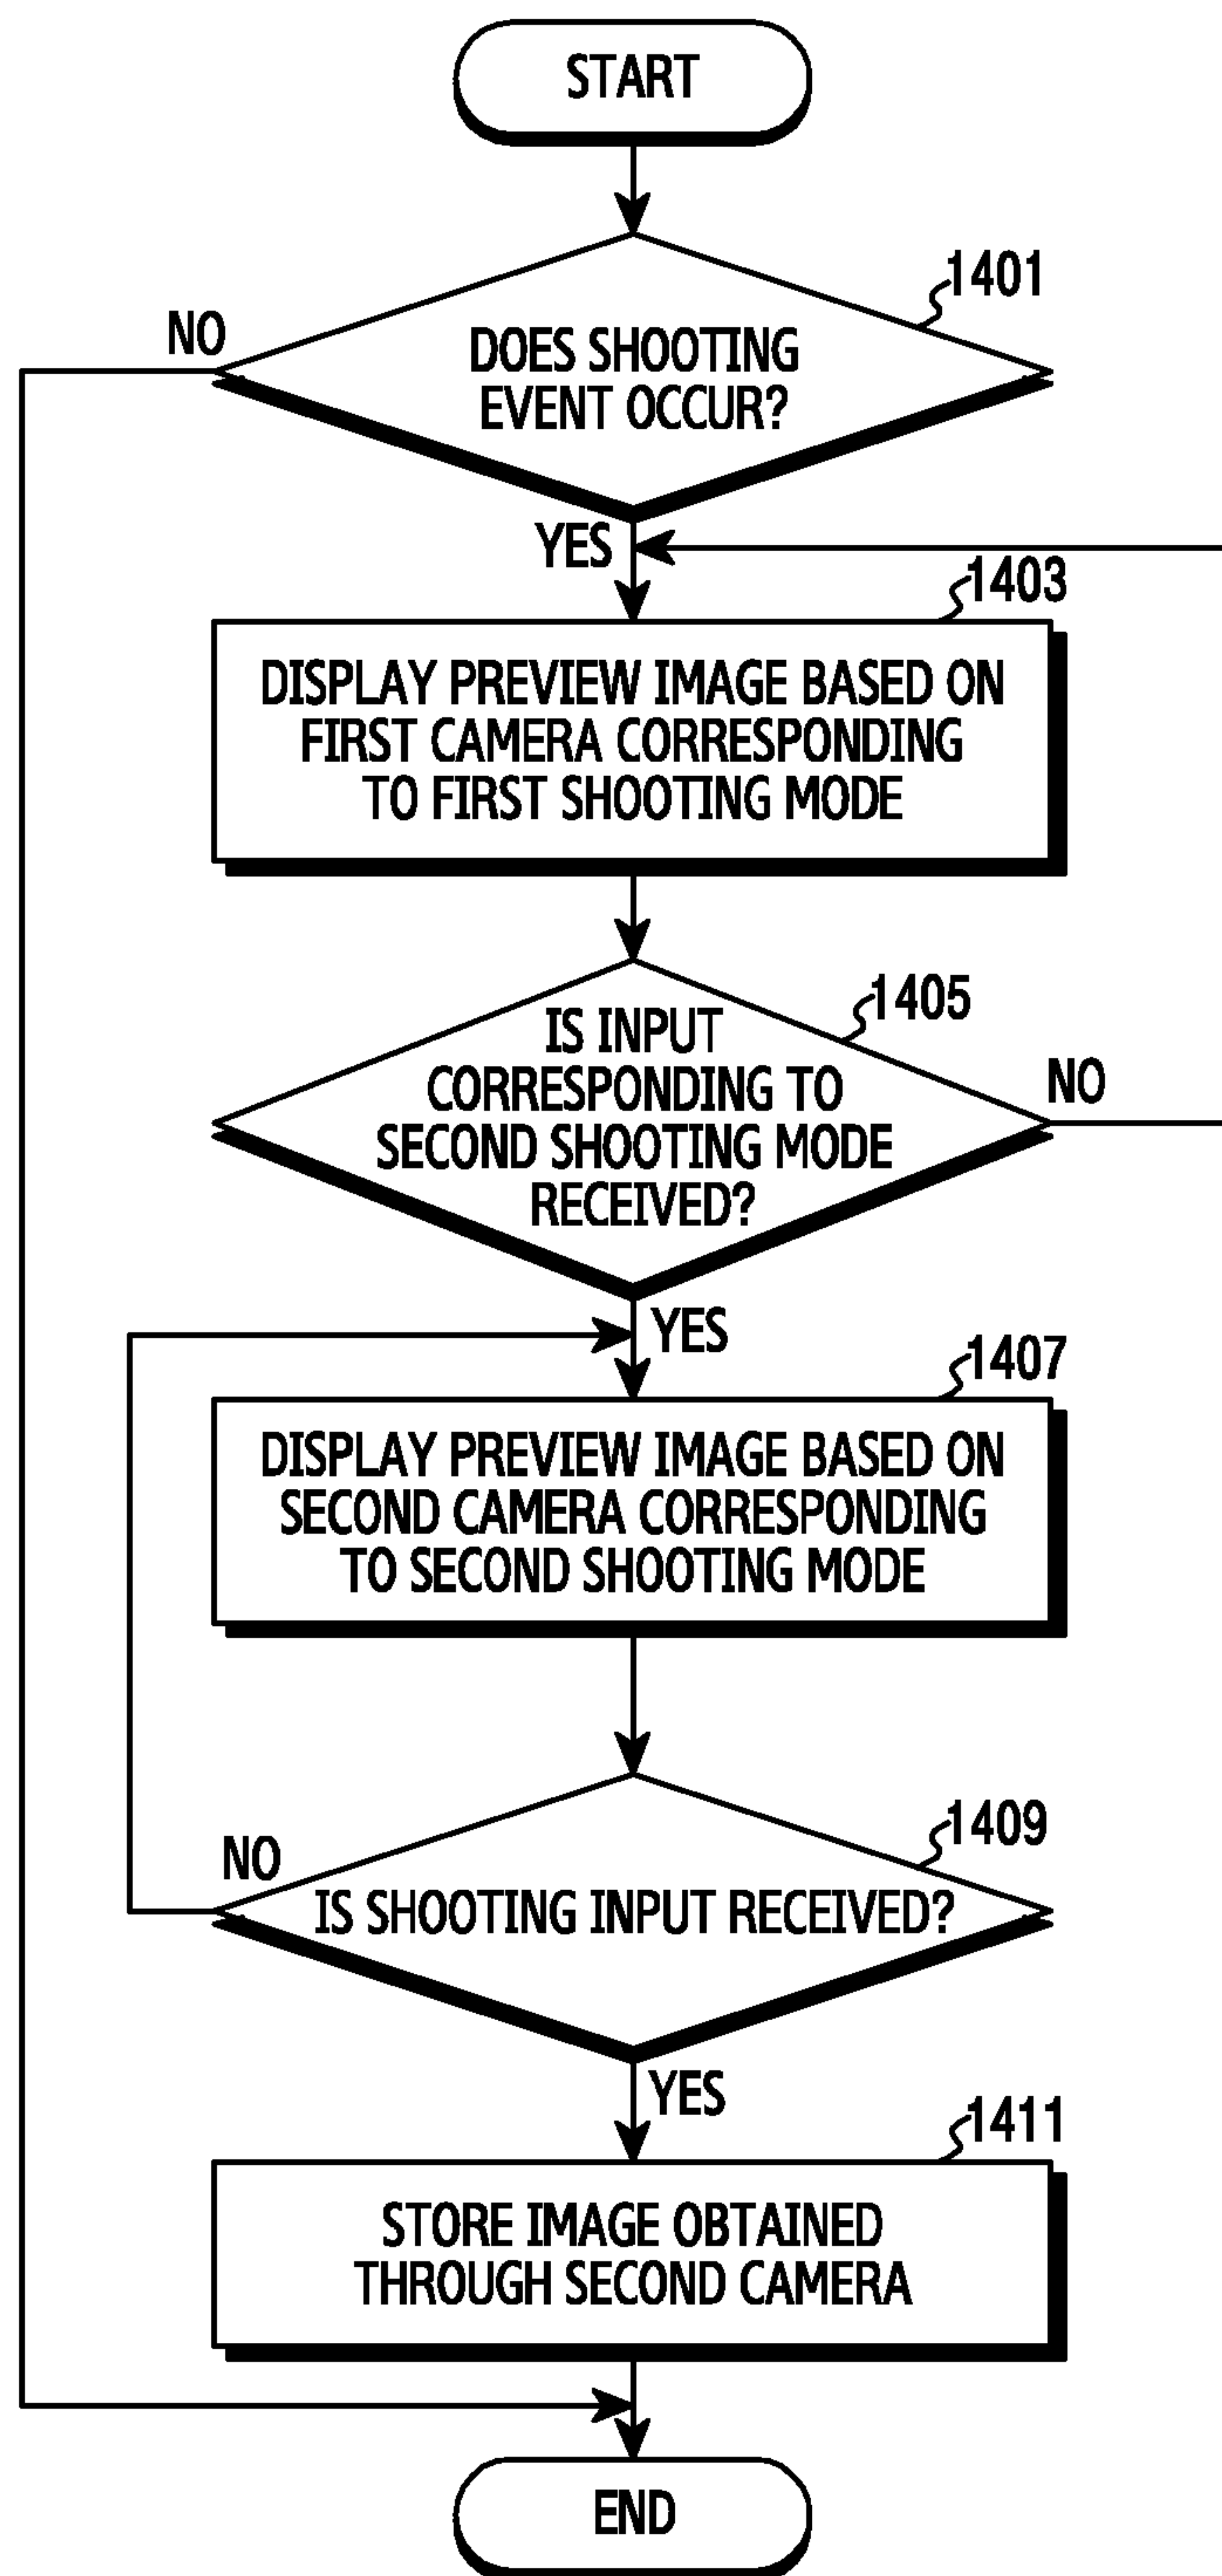 START
1401
NO
DOES SHOOTING
EVENT OCCUR?
YES
1403
DISPLAY PREVIEW IMAGE BASED ON
FIRST CAMERA CORRESPONDING
TO FIRST SHOOTING MODE
1405
IS INPUT
CORRESPONDING TO
SECOND SHOOTING MODE
RECEIVED?
NO
YES
1407
DISPLAY PREVIEW IMAGE BASED ON
SECOND CAMERA CORRESPONDING
TO SECOND SHOOTING MODE
1409
NO
IS SHOOTING INPUT RECEIVED?
YES
1411
STORE IMAGE OBTAINED
THROUGH SECOND CAMERA
END